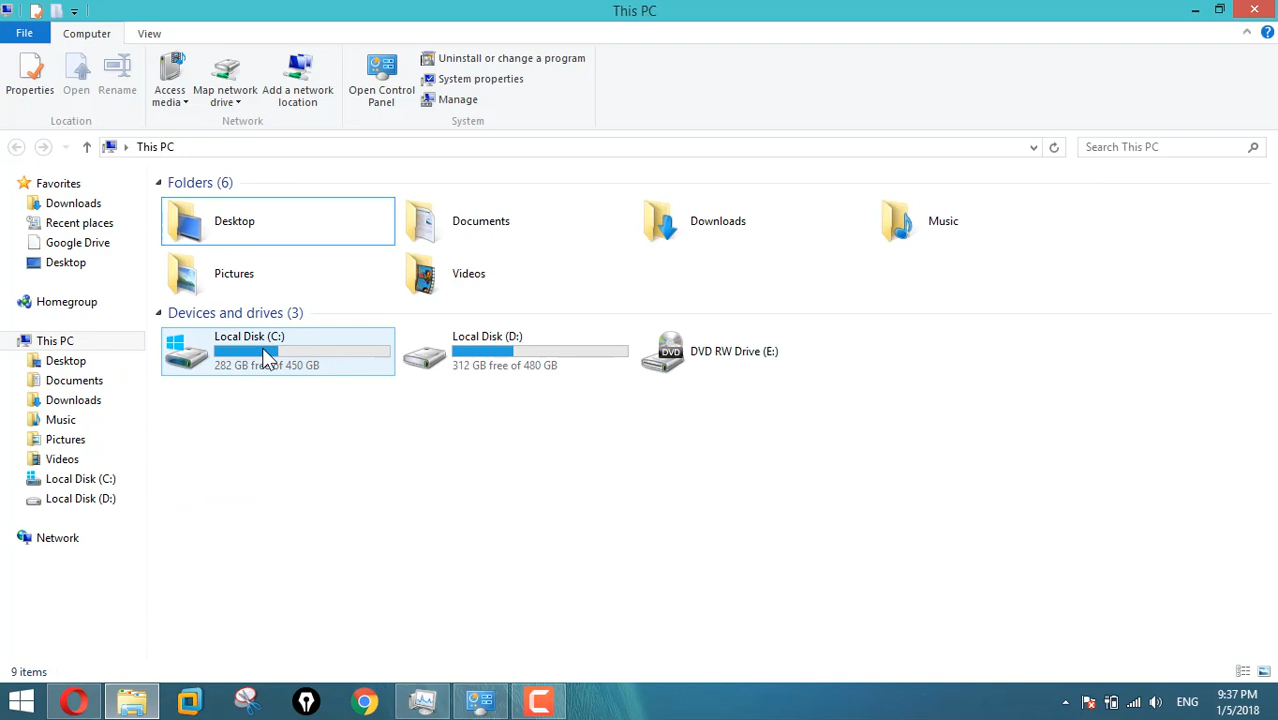 This PC
File
Computer
View
Properties
Open
Rename
Location
Access media
Map network drive
Add a network location
Network
Open Control Panel
Uninstall or change a program
System properties
Manage
System
This PC
Search This PC
Favorites
Downloads
Recent places
Google Drive
Desktop
Homegroup
This PC
Desktop
Documents
Downloads
Music
Pictures
Videos
Local Disk (C:)
Local Disk (D:)
Network
Folders (6)
Desktop
Documents
Downloads
Music
Pictures
Videos
Devices and drives (3)
Local Disk (C:)
282 GB free of 450 GB
Local Disk (D:)
312 GB free of 480 GB
DVD
DVD RW Drive (E:)
9 items
ENG
9:37 PM
1/5/2018